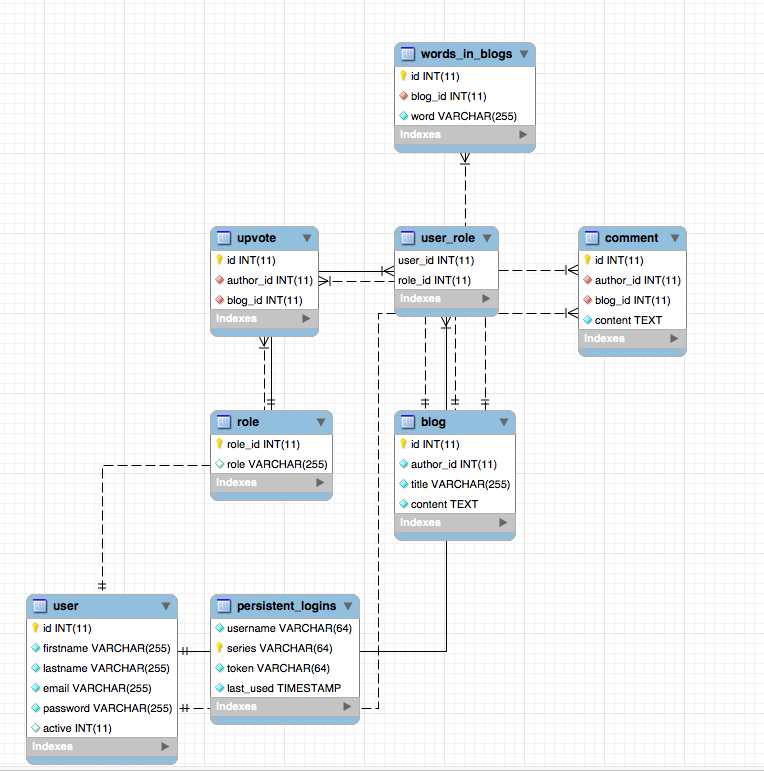 words_in_blogs
id INT(11)
blog_id INT(11)
word VARCHAR(255)
Indexes
upvote
id INT(11)
author_id INT(11)
blog_id INT(11)
Indexes
user_role
user_id INT(11)
role_id INT(11)
Indexes
comment
id INT(11)
author_id INT(11)
blog_id INT(11)
content TEXT
Indexes
role
role_id INT(11)
role VARCHAR(255)
Indexes
blog
id INT(11)
author_id INT(11)
title VARCHAR(255)
content TEXT
Indexes
user
id INT(11)
firstname VARCHAR(255)
lastname VARCHAR(255)
email VARCHAR(255)
password VARCHAR(255)
active INT(11)
Indexes
persistent_logins
username VARCHAR(64)
series VARCHAR(64)
token VARCHAR(64)
last_used TIMESTAMP
Indexes